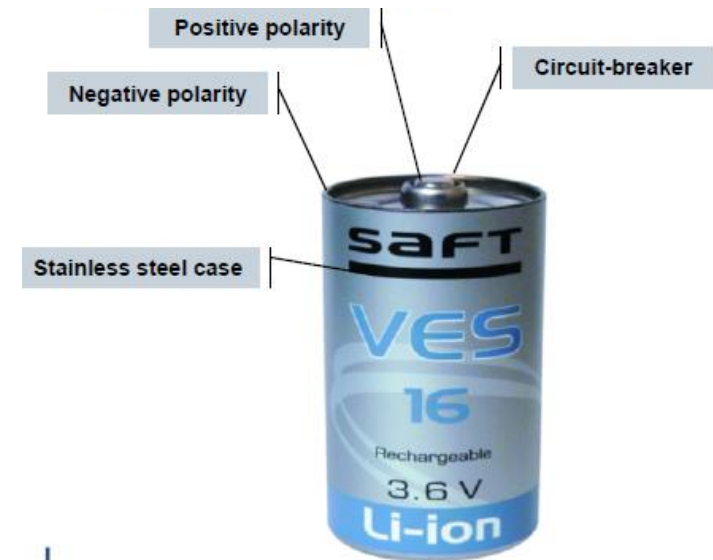 Positive polarity
Circuit-breaker
Negative polarity
Stainless steel case
SAFT
VES
16
Rechargeable
3.6 V
Li-ion